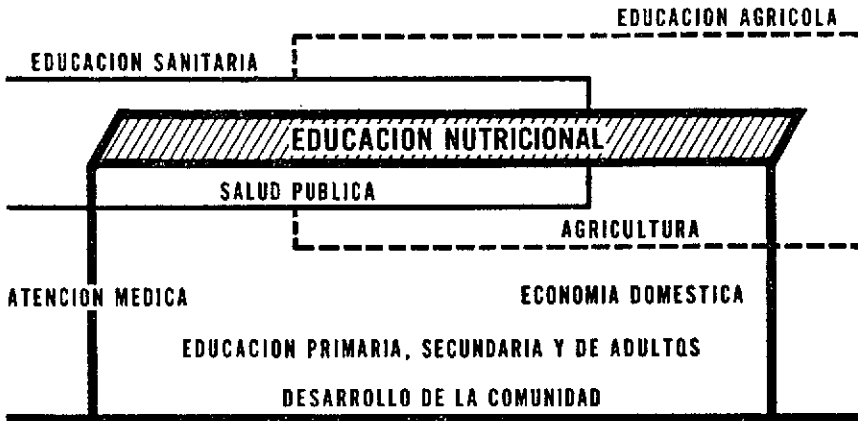 EDUCACION AGRICOLA
EDUCACION SANITARIA
EDUCACION NUTRICIONAL
SALUD PUBLICA
AGRICULTURA
ATENCION MEDICA
ECONOMIA DOMESTICA
EDUCACION PRIMARIA, SECUNDARIA Y DE ADULTOS
DESARROLLO DE LA COMUNIDAD